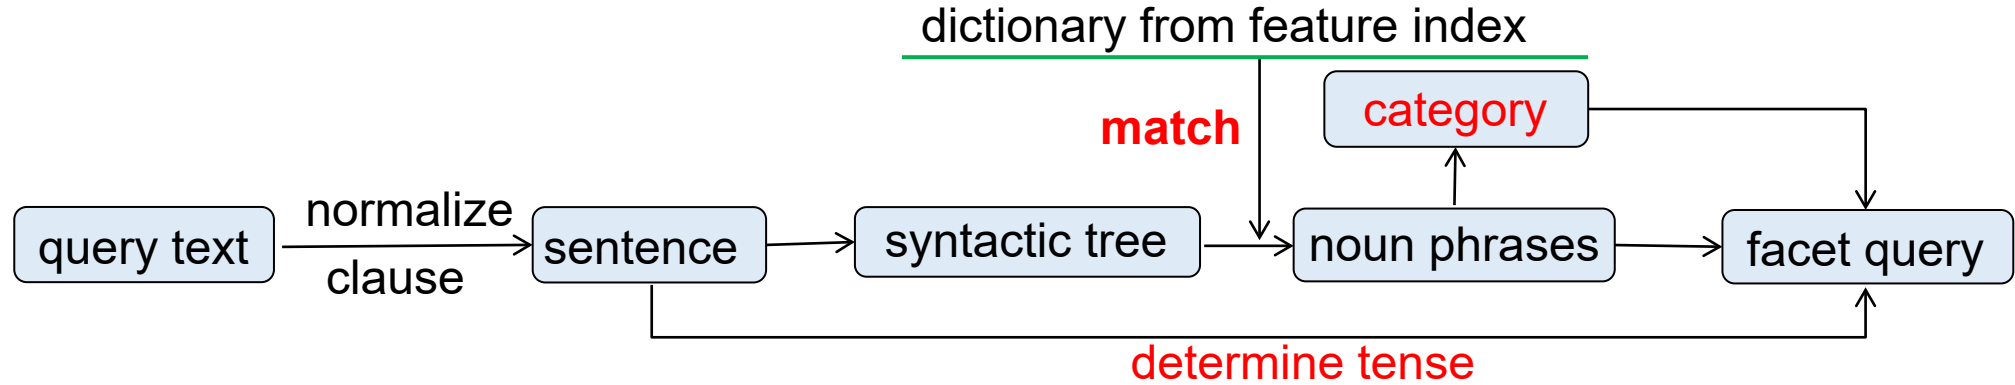 dictionary from feature index
match
category
query text
normalize
clause
sentence
syntactic tree
noun phrases
facet query
determine tense